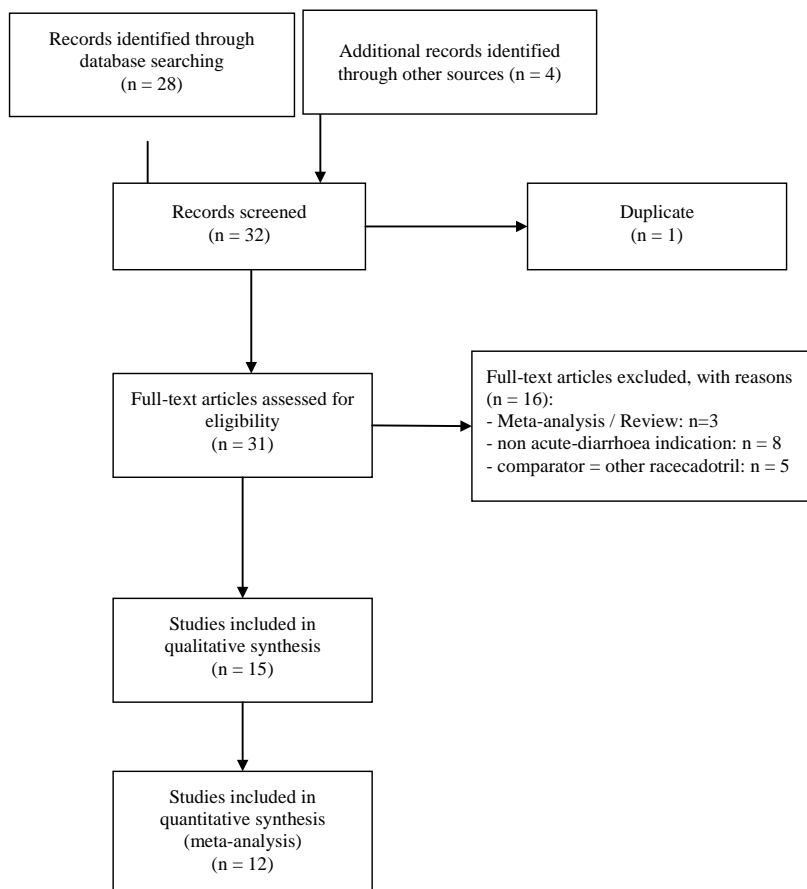 Records identified through
database searching
(n = 28)
Additional records identified
through other sources (n = 4)
Records screened
(n = 32)
Duplicate
(n = 1)
Full-text articles assessed for
eligibility
(n = 31)
Full-text articles excluded, with reasons
(n = 16):
- Meta-analysis / Review: n=3
- non acute-diarrhoea indication: n = 8
- comparator = other racecadotril: n = 5
Studies included in
qualitative synthesis
(n = 15)
Studies included in
quantitative synthesis
(meta-analysis)
(n = 12)